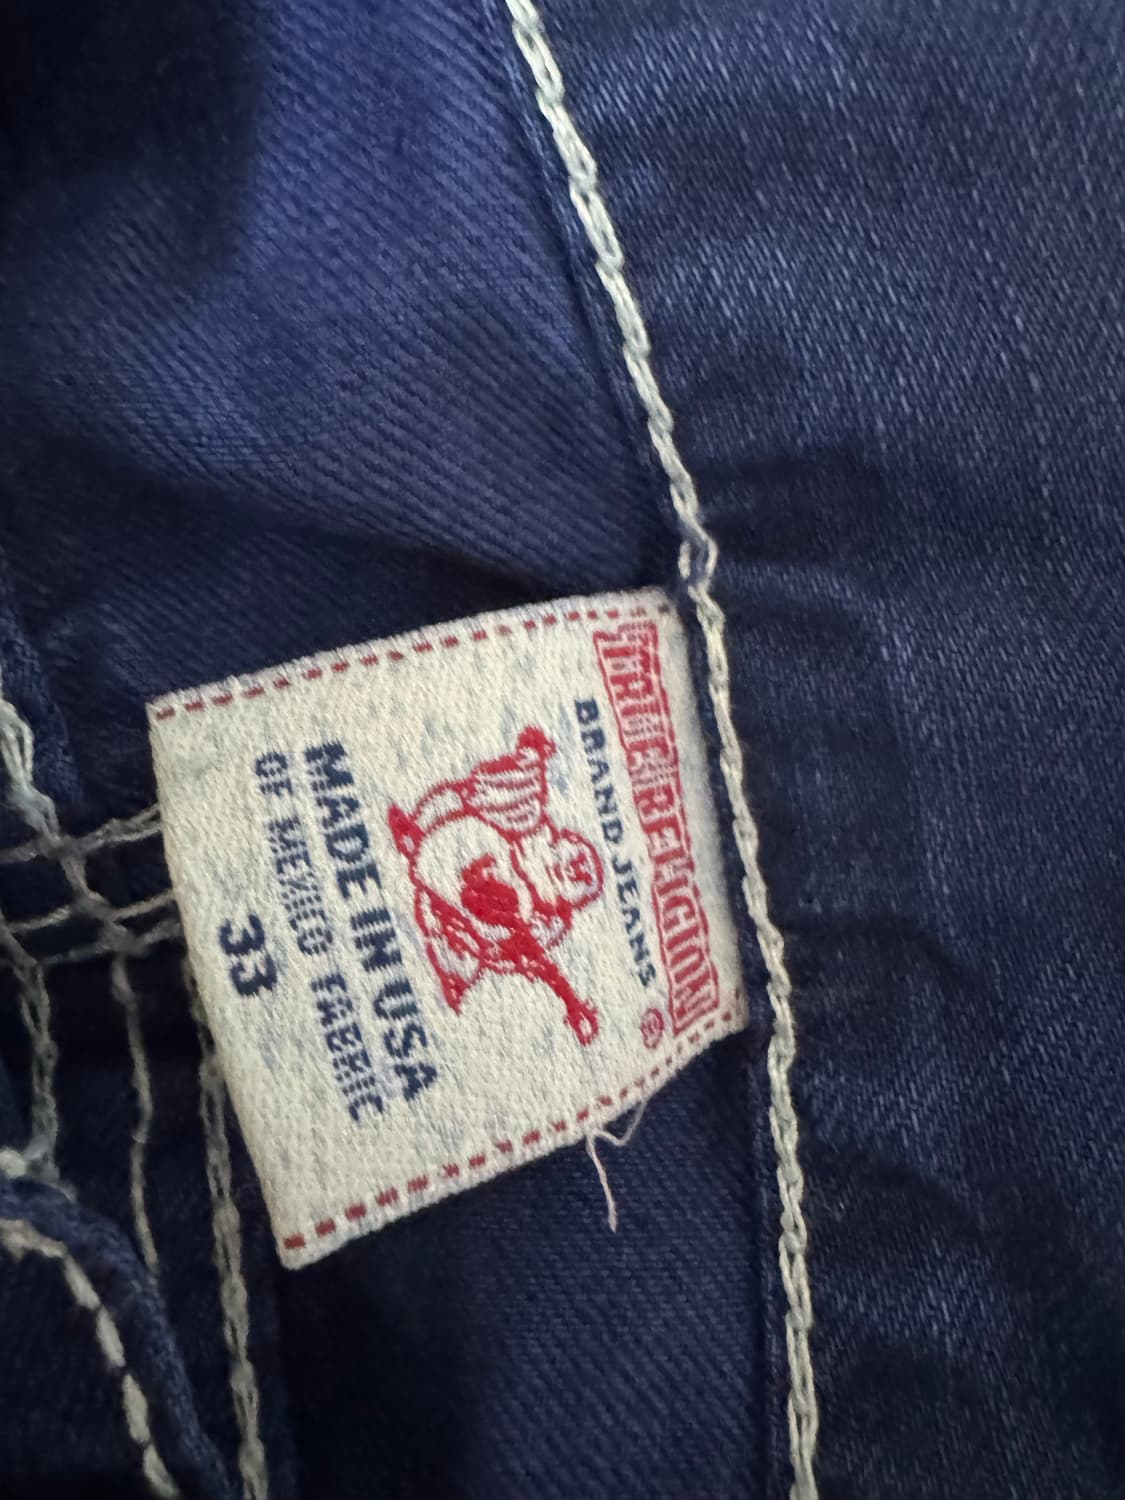 TRUE RELIGION
BRAND JEANS ®
MADE IN USA
OF MEXICO FABRIC
33